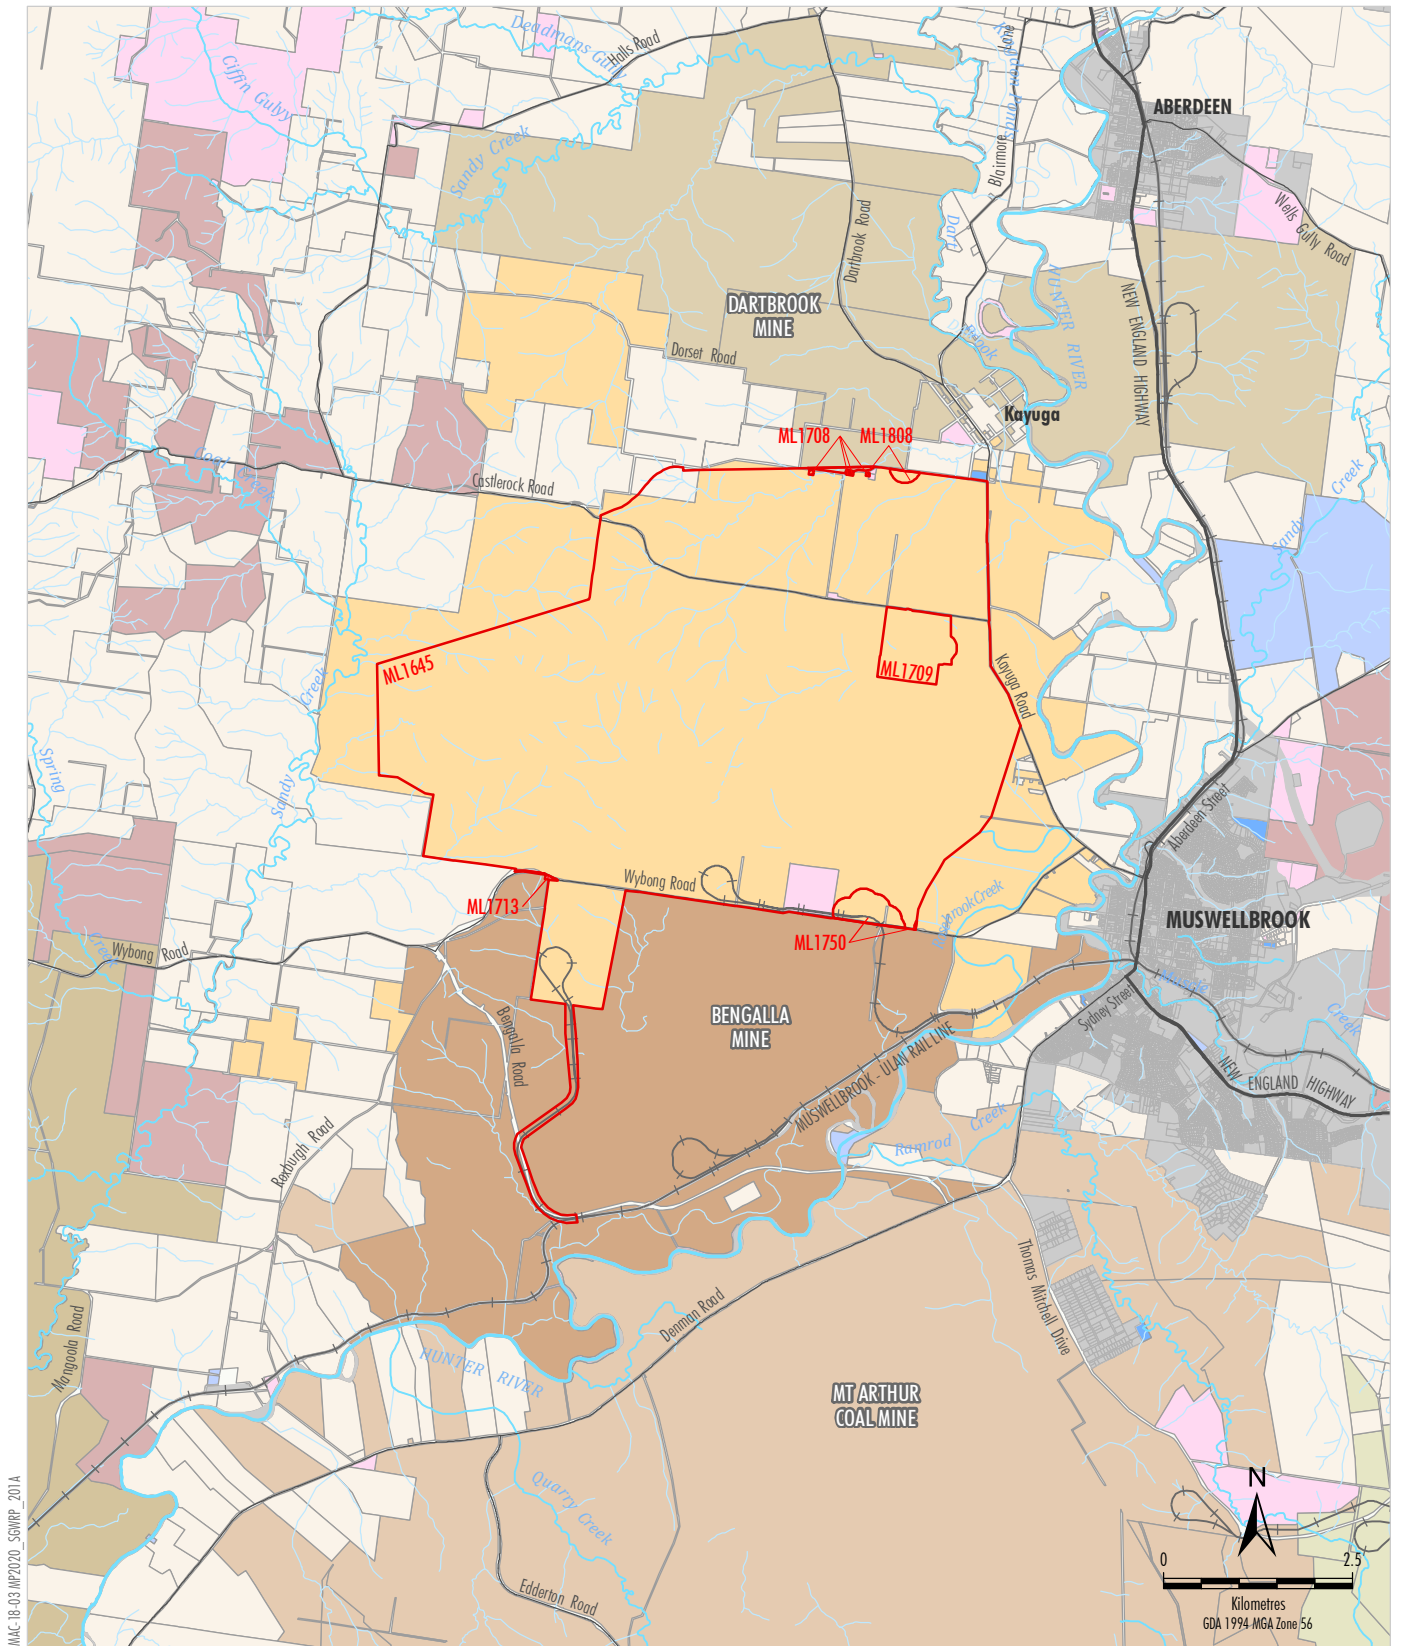 Deadmans Gully
Halls Road
Ciffin Gulyy
Lane
ABERDEEN
Sandy Creek
Blairmore
Wells Gully Road
Dartbrook Road
Dart
Brook
HUNTER RIVER
NEW ENGLAND HIGHWAY
DARTBROOK
MINE
Dorset Road
Kayuga
ML1708
ML1808
Creek
Sandy
Castlerock Road
ML1645
ML1709
Kayuga Road
Creek
Sandy
Spring
Creek
Aberdeen Street
Wybong Road
ML1713
ML1750
MUSWELLBROOK
Wybong Road
Muscle
Creek
Sydney Street
BENGALLA
MINE
Bengalla Road
MUSWELLBROOK - ULAN RAIL LINE
NEW ENGLAND HIGHWAY
Ramrod Creek
Roxburgh Road
Thomas Mitchell Drive
Denman Road
Mangoola Road
HUNTER RIVER
MT ARTHUR
COAL MINE
Quarry Creek
Edderton Road
N
0 2.5
Kilometres
GDA 1994 MGA Zone 56
MAC-18-03 MP2020_SGWRP_201A